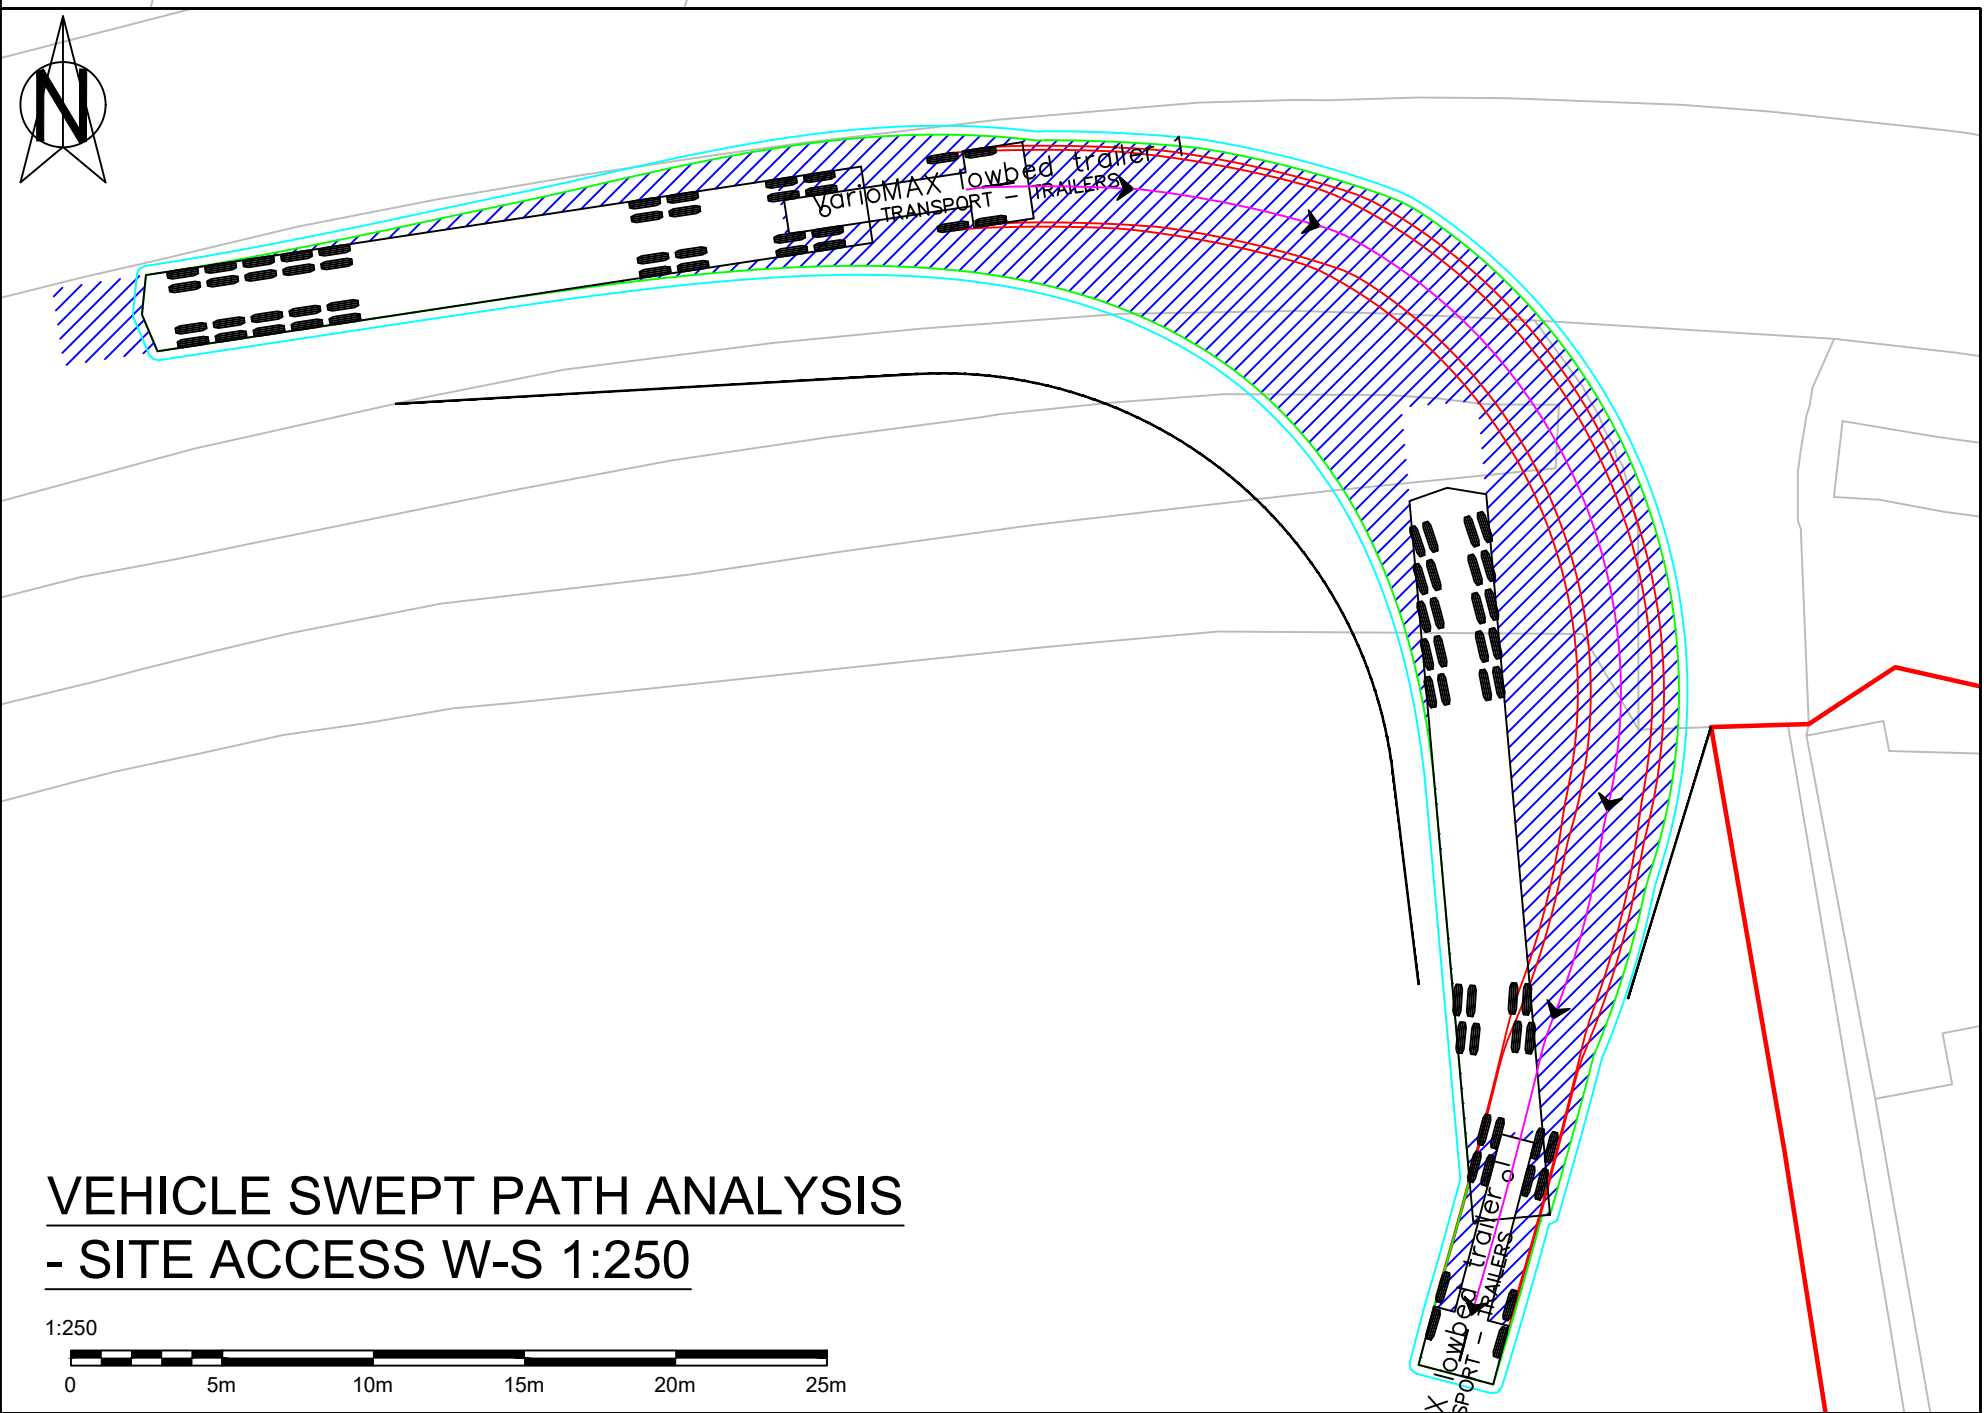 N
VarioMAX lowbed trailer 1
TRANSPORT - TRAILERS
X lowbed trailer
SPORT - TRAILERS
VEHICLE SWEPT PATH ANALYSIS
- SITE ACCESS W-S 1:250
1:250
0 5m 10m 15m 20m 25m